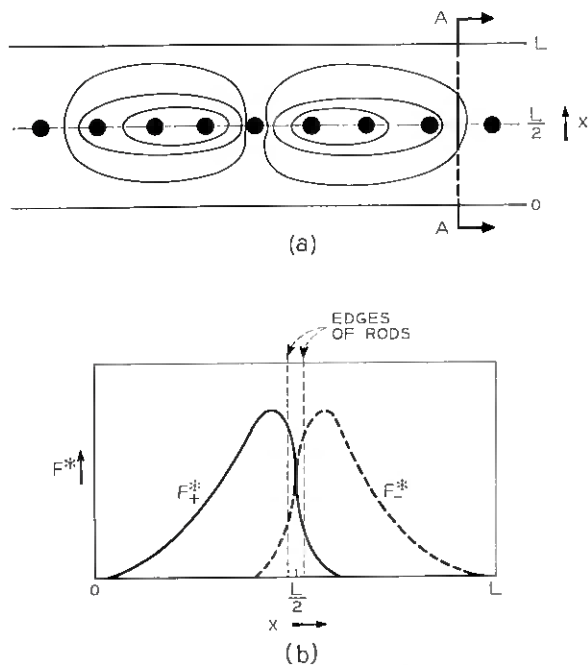 A
L
L/2
X
0
A
(a)
EDGES
OF RODS
F*
F*+
F*-
0
L/2
L
X
(b)